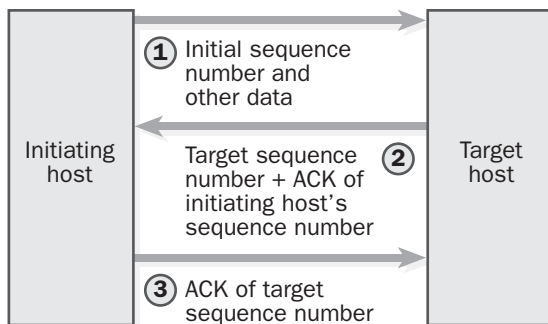 1 Initial sequence
number and
other data
Initiating
host
Target sequence
number + ACK of
initiating host's
sequence number
2
Target
host
3 ACK of target
sequence number